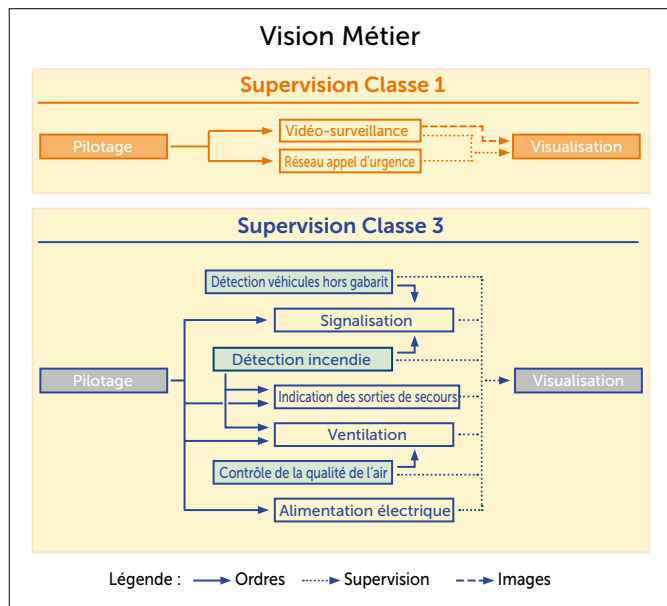 Vision Métier
Supervision Classe 1
Pilotage
Vidéo-surveillance
Réseau appel d'urgence
Visualisation
Supervision Classe 3
Détection véhicules hors gabarit
Signalisation
Détection incendie
Pilotage
Indication des sorties de secours
Visualisation
Ventilation
Contrôle de la qualité de l'air
Alimentation électrique
Légende : Ordres Supervision Images